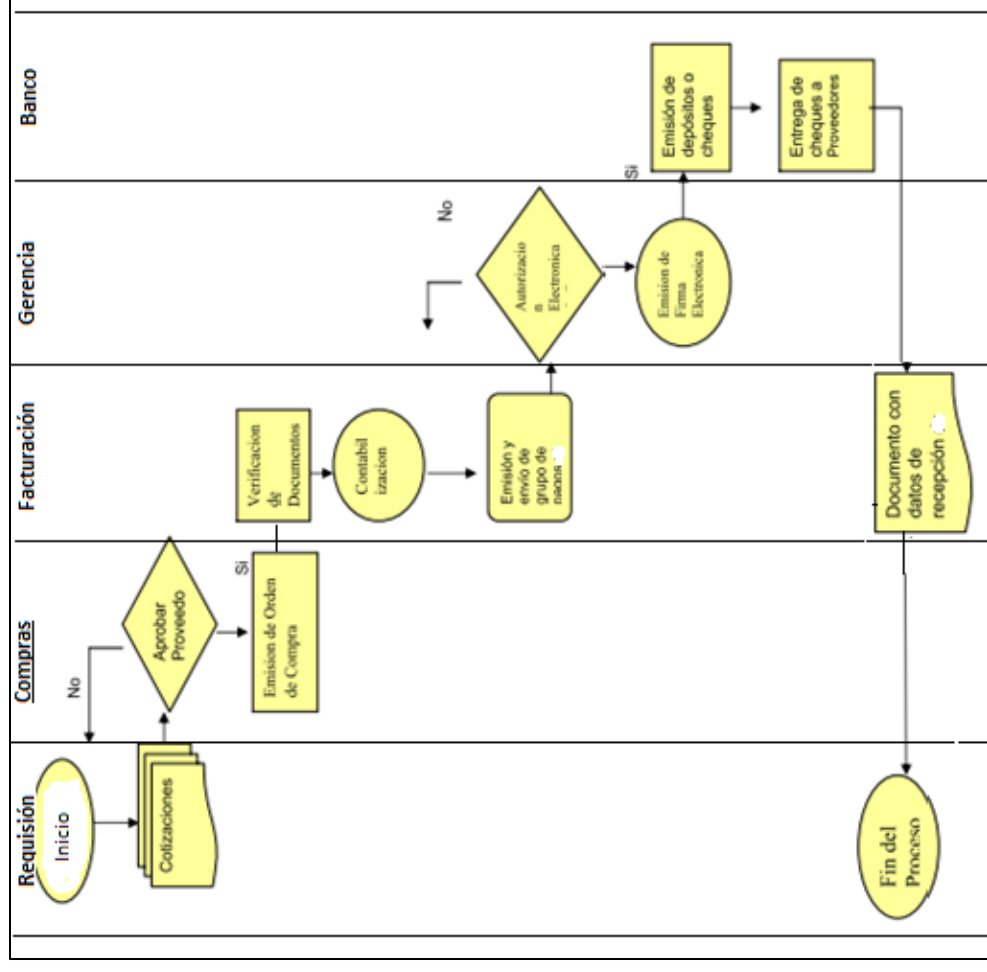 Requisión
Compras
Facturación
Gerencia
Banco
Inicio
Cotizaciones
No
Aprobar
Proveedo
Si
Emision de Orden
de Compra
Verificacion
de
Documentos
Contabil
izacion
Emisión y
envío de
grupo de
pagos
No
Autorizacio
n
Electronica
Emision de
Firma
Electronica
Si
Emisión de
depósitos o
cheques
Entrega de
cheques a
Proveedores
Documento con
datos de
recepción
Fin del
Proceso